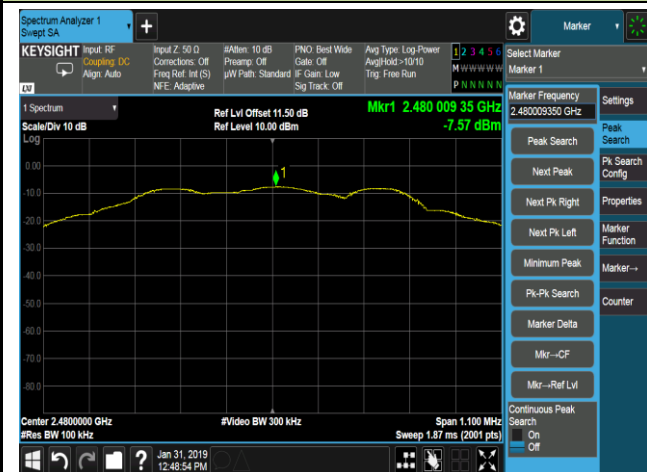 Spectrum Analyzer 1
Swept SA
+
Marker
KEYSIGHT
Input: RF
Coupling: DC
Align: Auto
Input Z: 50 Ω
Corrections: Off
Freq Ref: Int (S)
NFE: Adaptive
#Atten: 10 dB
Preamp: Off
µW Path: Standard
PNO: Best Wide
Gate: Off
IF Gain: Low
Sig Track: Off
Avg Type: Log-Power
Avg|Hold:>10/10
Trig: Free Run
1 2 3 4 5 6
M W W W W W
P N N N N N
LXI
Select Marker
Marker 1
1 Spectrum
Scale/Div 10 dB
Log
Ref Lvl Offset 11.50 dB
Ref Level 10.00 dBm
Mkr1 2.480 009 35 GHz
-7.57 dBm
1
0.00
-10.0
-20.0
-30.0
-40.0
-50.0
-60.0
-70.0
-80.0
Center 2.4800000 GHz
#Res BW 100 kHz
#Video BW 300 kHz
Span 1.100 MHz
Sweep 1.87 ms (2001 pts)
Marker Frequency
2.480009350 GHz
Peak Search
Next Peak
Next Pk Right
Next Pk Left
Minimum Peak
Pk-Pk Search
Marker Delta
Mkr→CF
Mkr→Ref Lvl
Continuous Peak
Search
On
Off
Settings
Peak
Search
Pk Search
Config
Properties
Marker
Function
Marker→
Counter
?
Jan 31, 2019
12:48:54 PM